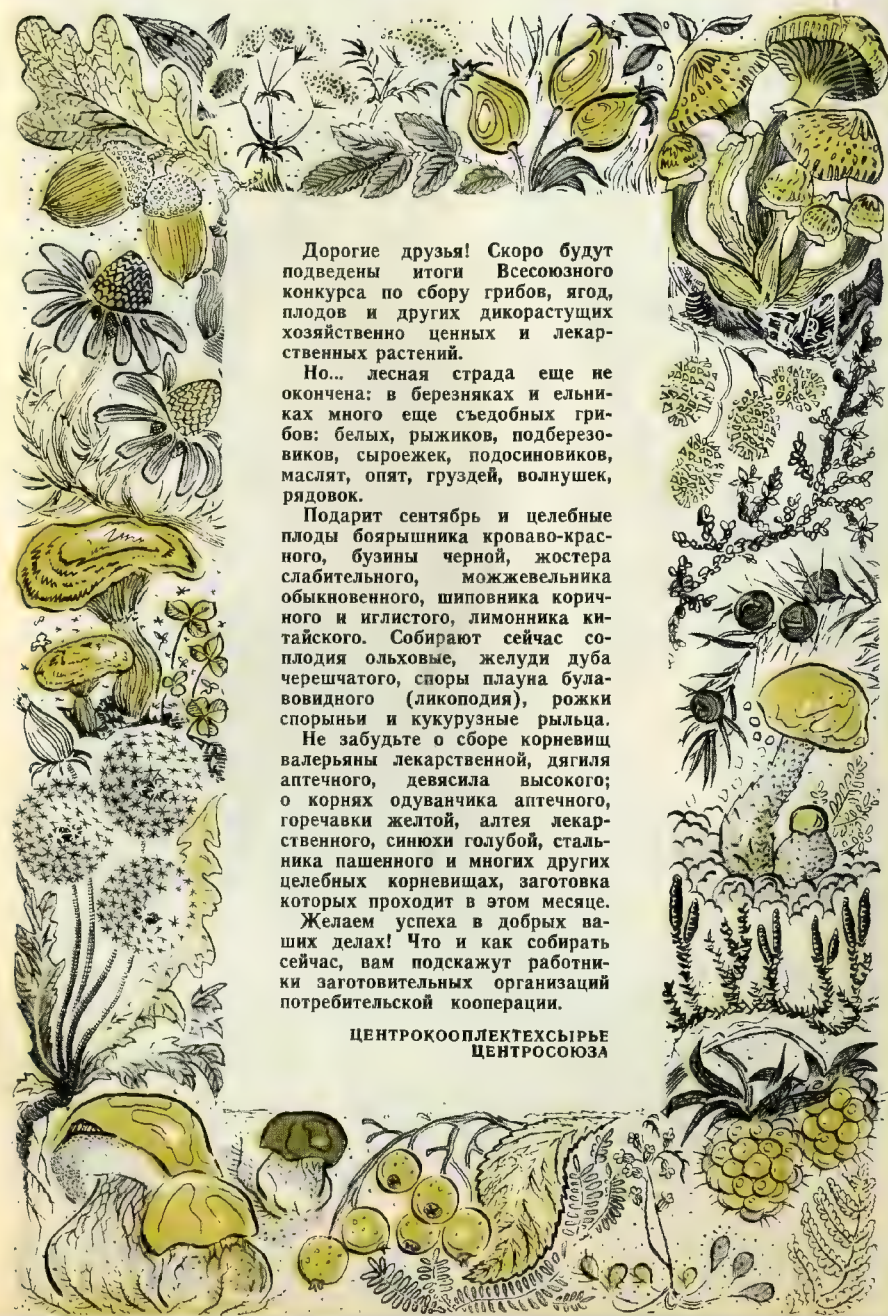 Дорогие друзья! Скоро будут
подведены итоги Всесоюзного
конкурса по сбору грибов, ягод,
плодов и других дикорастущих
хозяйственно ценных и лекар-
ственных растений.
Но... лесная страда еще не
окончена: в березняках и ельни-
ках много еще съедобных гри-
бов: белых, рыжиков, подберезо-
виков, сыроежек, подосиновиков,
маслят, опят, груздей, волнушек,
рядовок.
Подарит сентябрь и целебные
плоды боярышника кроваво-крас-
ного, бузины черной, жостера
слабительного, можжевельника
обыкновенного, шиповника корич-
ного и иглистого, лимонника ки-
тайского. Собирают сейчас со-
плодия ольховые, желуди дуба
черешчатого, споры плауна була-
вовидного (ликоподия), рожки
спорыньи и кукурузные рыльца.
Не забудьте о сборе корневищ
валерьяны лекарственной, дягиля
аптечного, девясила высокого;
о корнях одуванчика аптечного,
горечавки желтой, алтея лекар-
ственного, синюхи голубой, сталь-
ника пашенного и многих других
целебных корневищах, заготовка
которых проходит в этом месяце.
Желаем успеха в добрых ва-
ших делах! Что и как собирать
сейчас, вам подскажут работни-
ки заготовительных организаций
потребительской кооперации.
ЦЕНТРОКООПЛЕКТЕХСЫРЬЕ
ЦЕНТРОСОЮЗА